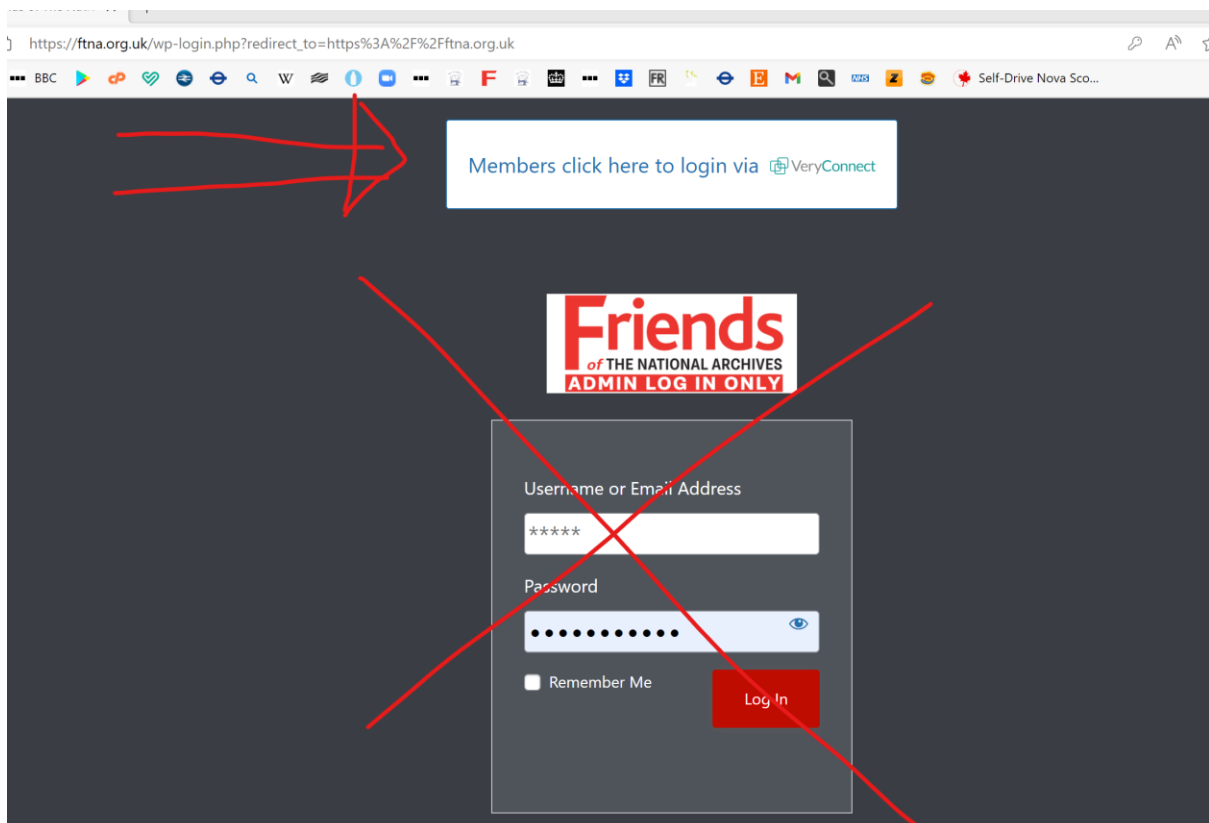 https://ftna.org.uk/wp-login.php?redirect_to=https%3A%2F%2Fftna.org.uk
BBC W F FR E M NHS Z Self-Drive Nova Sco...
Members click here to login via VeryConnect
Friends
of THE NATIONAL ARCHIVES
ADMIN LOG IN ONLY
Username or Email Address
*****
Password
•••••••••••
Remember Me
Log In